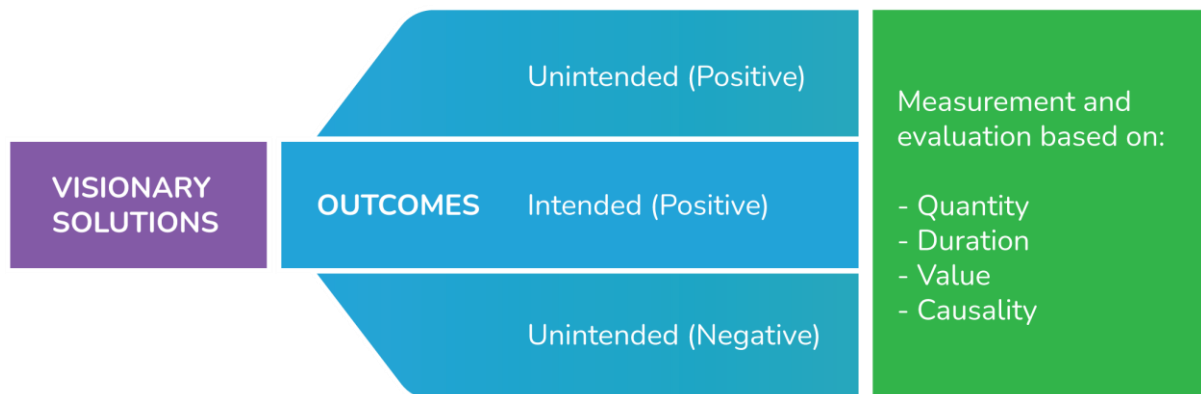 VISIONARY
SOLUTIONS
OUTCOMES
Unintended (Positive)
Intended (Positive)
Unintended (Negative)
Measurement and
evaluation based on:
- Quantity
- Duration
- Value
- Causality